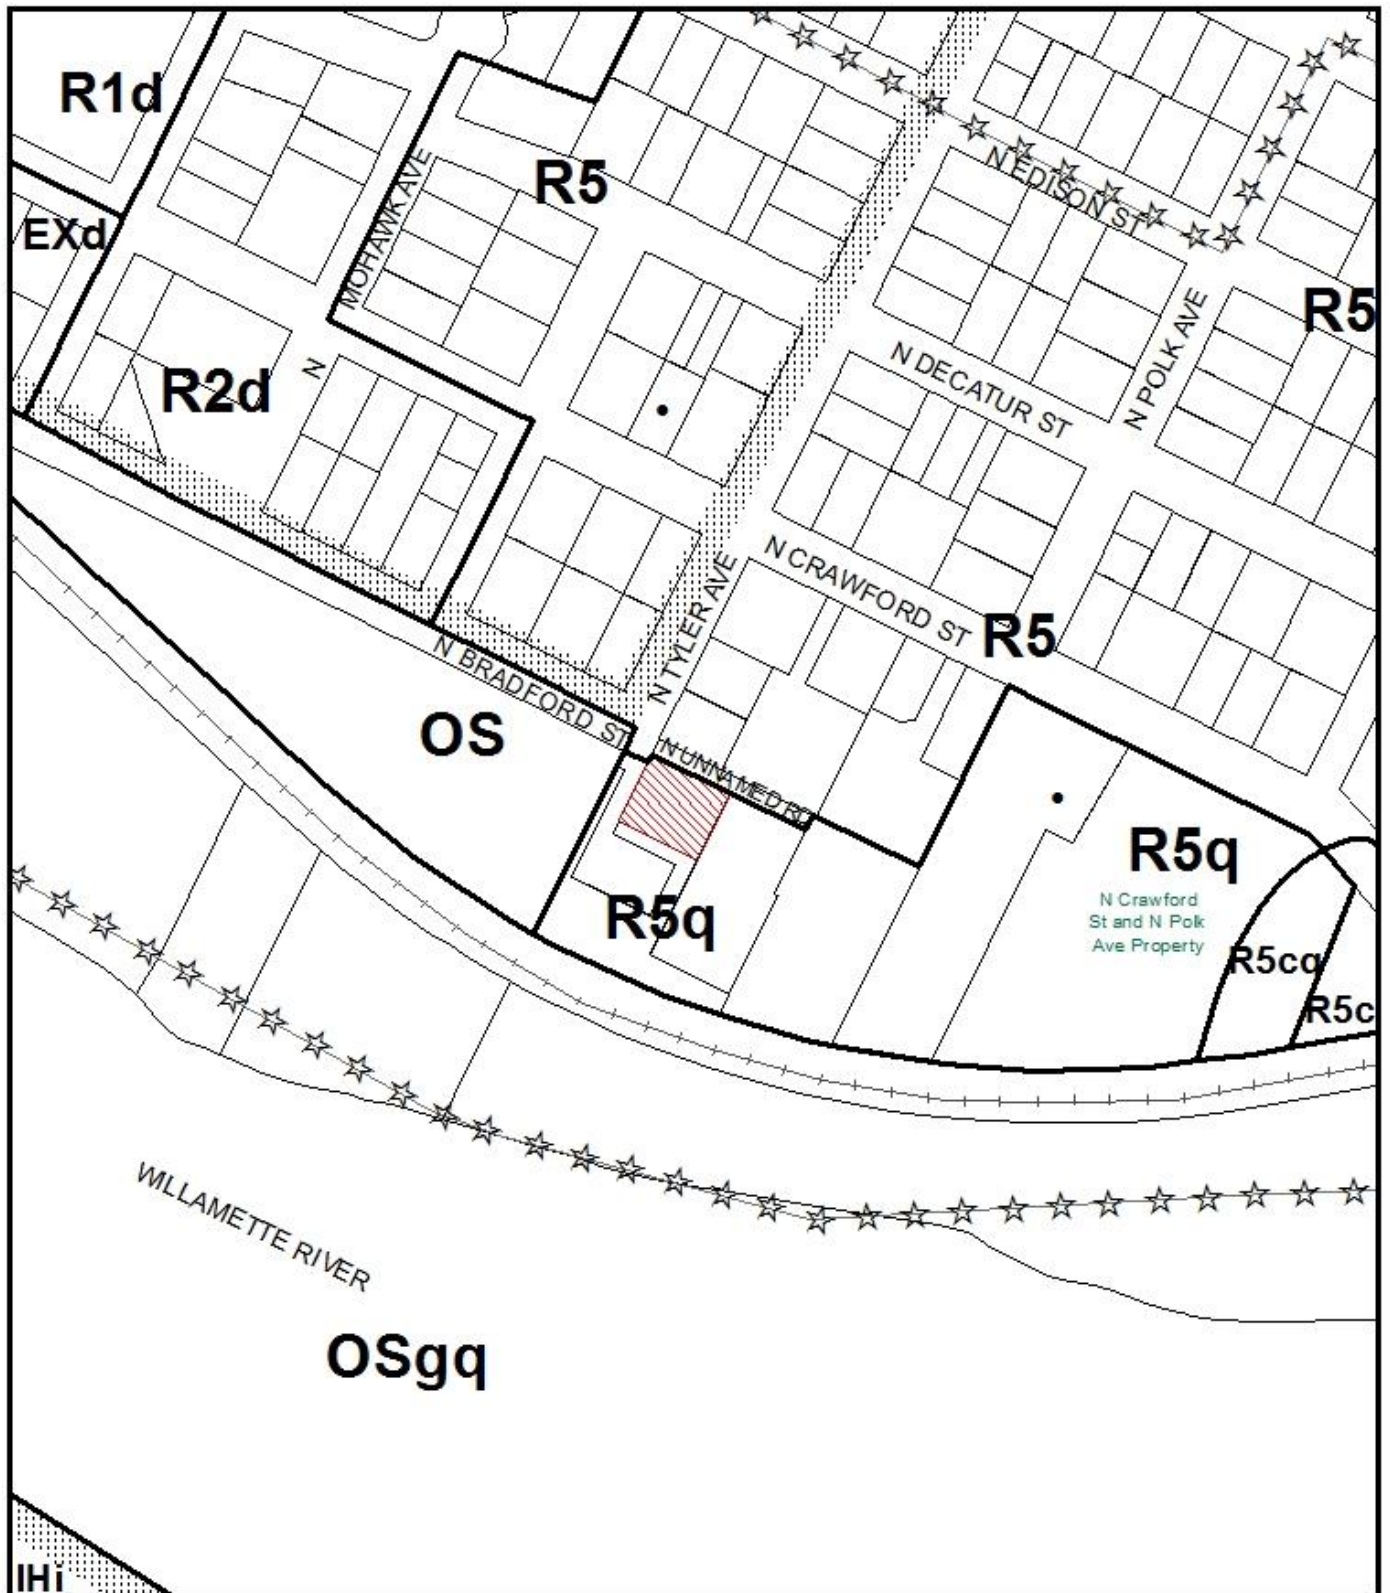 R1d
R5
N EDISON ST
MOHAWK AVE
N
EXd
R5
N POLK AVE
R2d
N DECATUR ST
N CRAWFORD ST
R5
N TYLER AVE
N BRADFORD ST
OS
N UNNAMED RD
R5q
N Crawford
St and N Polk
Ave Property
R5q
R5cq
R5c
WILLAMETTE RIVER
OSgq
IHi